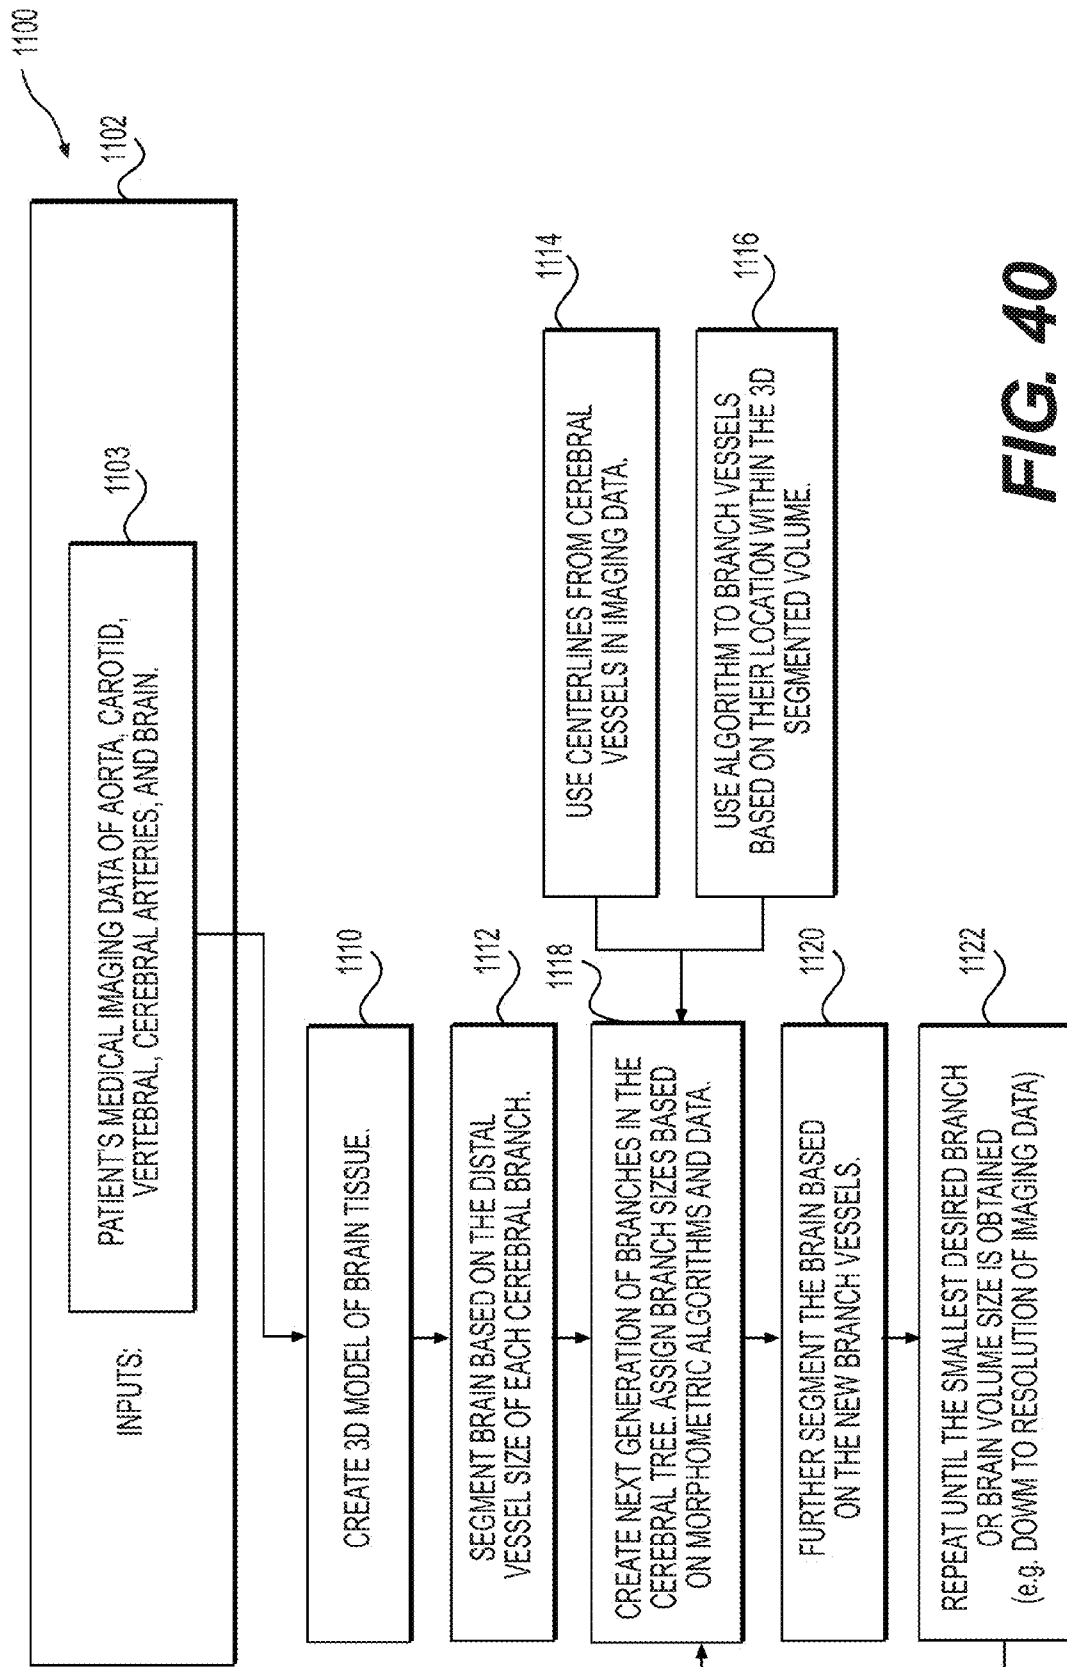 1100
1102
INPUTS:
1103
PATIENT'S MEDICAL IMAGING DATA OF AORTA, CAROTID,
VERTEBRAL, CEREBRAL ARTERIES, AND BRAIN.
1110
CREATE 3D MODEL OF BRAIN TISSUE.
1112
SEGMENT BRAIN BASED ON THE DISTAL
VESSEL SIZE OF EACH CEREBRAL BRANCH.
1114
USE CENTERLINES FROM CEREBRAL
VESSELS IN IMAGING DATA.
1116
USE ALGORITHM TO BRANCH VESSELS
BASED ON THEIR LOCATION WITHIN THE 3D
SEGMENTED VOLUME.
1118
CREATE NEXT GENERATION OF BRANCHES IN THE
CEREBRAL TREE. ASSIGN BRANCH SIZES BASED
ON MORPHOMETRIC ALGORITHMS AND DATA.
1120
FURTHER SEGMENT THE BRAIN BASED
ON THE NEW BRANCH VESSELS.
1122
REPEAT UNTIL THE SMALLEST DESIRED BRANCH
OR BRAIN VOLUME SIZE IS OBTAINED
(e.g. DOWM TO RESOLUTION OF IMAGING DATA)
FIG. 40